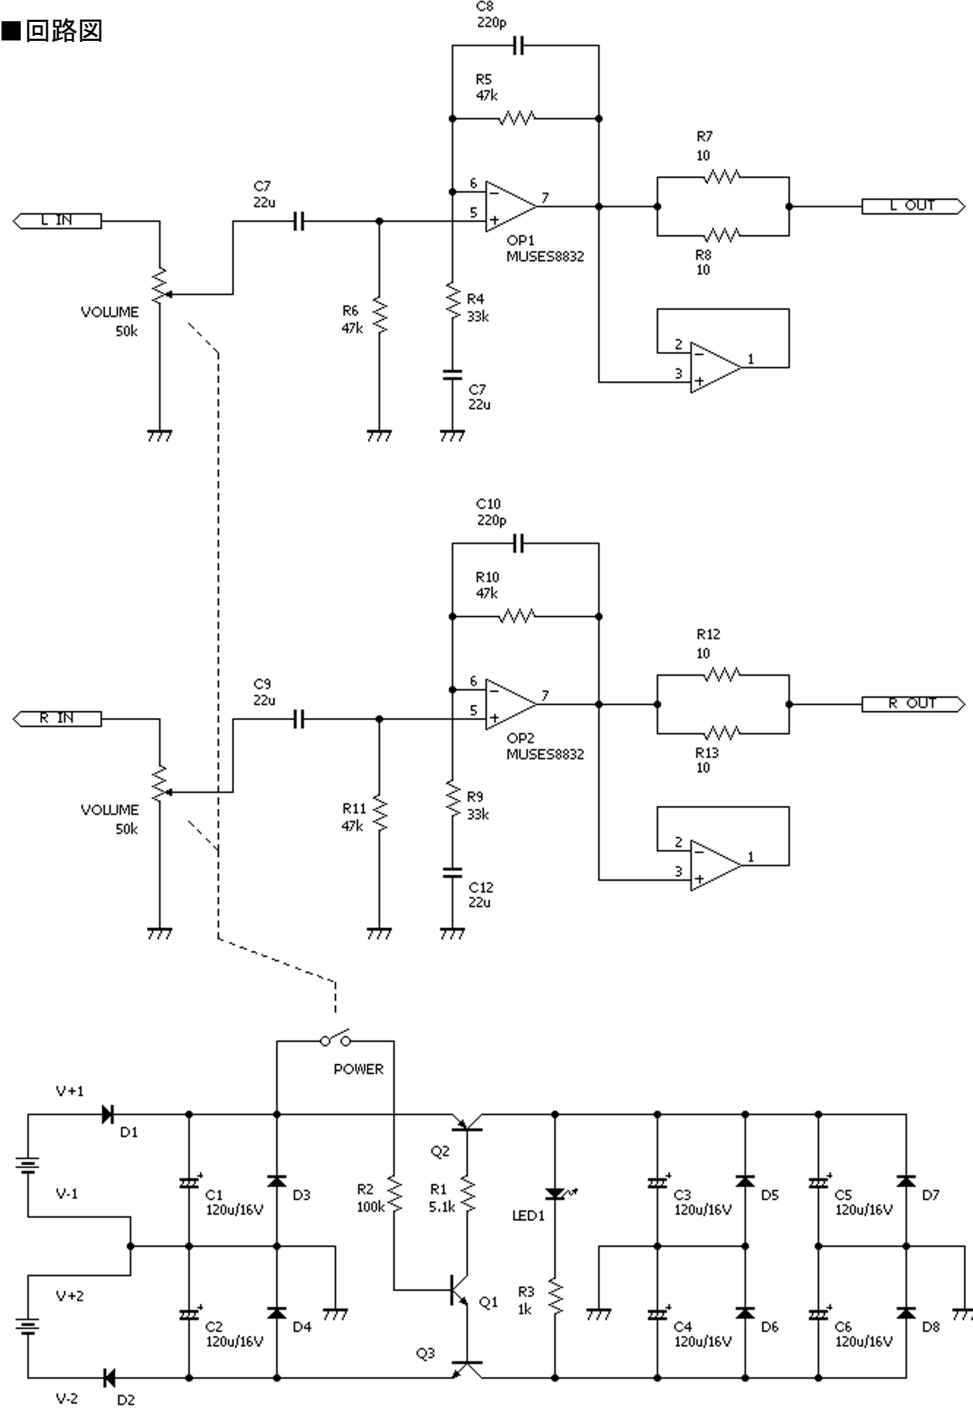 ■回路図
C8
220p
R5
47k
R7
10
C7
22u
6
7
5
L IN
L OUT
OP1
MUSES8832
R8
10
VOLUME
50k
R6
47k
R4
33k
2
1
3
C7
22u
C10
220p
R10
47k
R12
10
C9
22u
6
7
5
R IN
R OUT
OP2
MUSES8832
R13
10
VOLUME
50k
R11
47k
R9
33k
2
1
3
C12
22u
POWER
V+1
D1
Q2
V-1
C1
120u/16V
D3
R2
100k
R1
5.1k
LED1
C3
120u/16V
D5
C5
120u/16V
D7
V+2
Q1
R3
1k
C2
120u/16V
D4
C4
120u/16V
D6
C6
120u/16V
D8
Q3
V-2
D2